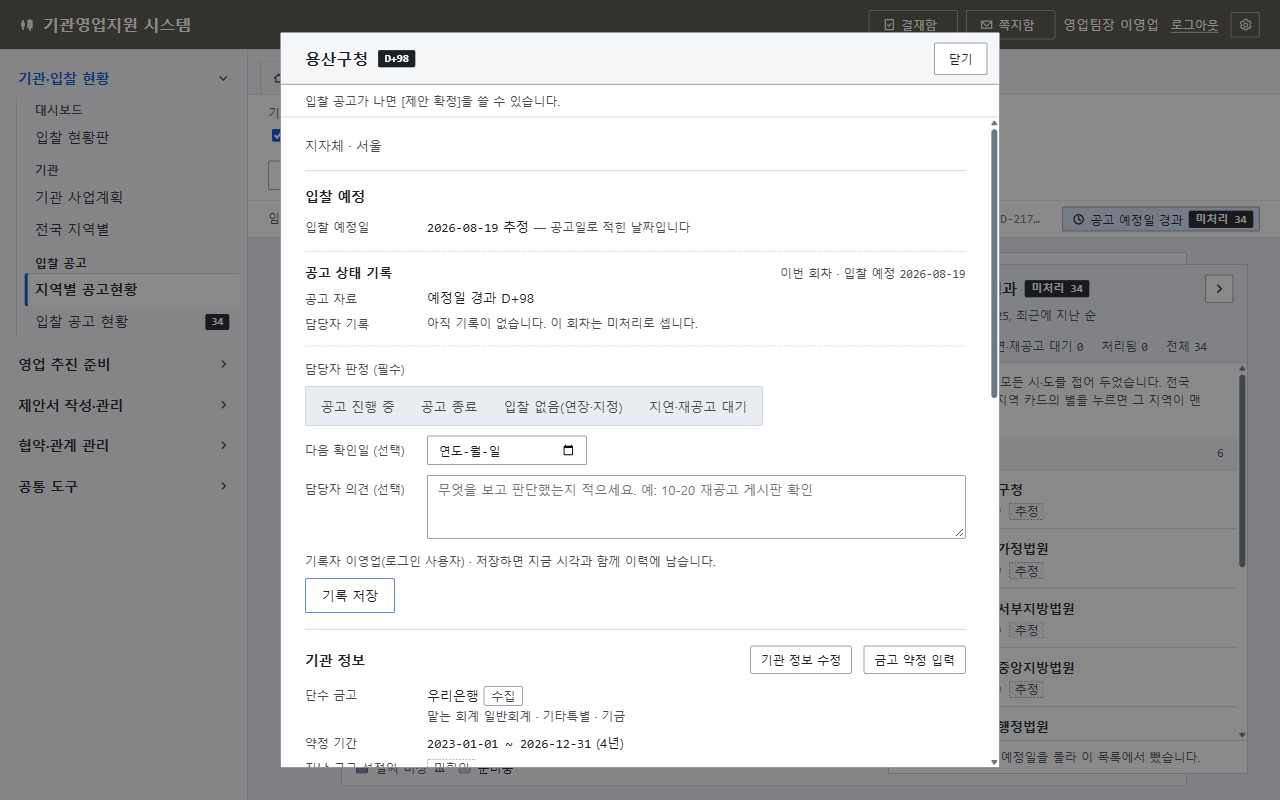 기관영업지원 시스템
결재함
쪽지함
영업팀장 이영업
로그아웃
기관·입찰 현황
대시보드
입찰 현황판
기관
기관 사업계획
전국 지역별
입찰 공고
지역별 공고현황
입찰 공고 현황
34
영업 추진 준비
제안서 작성·관리
협약·관계 관리
공통 도구
용산구청
D+98
닫기
입찰 공고가 나면 [제안 확정]을 쓸 수 있습니다.
지자체 · 서울
입찰 예정
입찰 예정일
2026-08-19 추정 — 공고일로 적힌 날짜입니다
공고 상태 기록
이번 회차 · 입찰 예정 2026-08-19
공고 자료
예정일 경과 D+98
담당자 기록
아직 기록이 없습니다. 이 회차는 미처리로 셉니다.
담당자 판정 (필수)
공고 진행 중
공고 종료
입찰 없음(연장·지정)
지연·재공고 대기
다음 확인일 (선택)
연도-월-일
담당자 의견 (선택)
무엇을 보고 판단했는지 적으세요. 예: 10-20 재공고 게시판 확인
기록자 이영업(로그인 사용자) · 저장하면 지금 시각과 함께 이력에 남습니다.
기록 저장
기관 정보
기관 정보 수정
금고 약정 입력
단수 금고
우리은행 수집
맡는 회계 일반회계 · 기타특별 · 기금
약정 기간
2023-01-01 ~ 2026-12-31 (4년)
D-217…
공고 예정일 경과
미처리 34
과 미처리 34
25, 최근에 지난 순
연·재공고 대기 0
처리됨 0
전체 34
모든 시·도를 접어 두었습니다. 전국
지역 카드의 별을 누르면 그 지역이 맨
6
구청
추정
가정법원
추정
서부지방법원
추정
중앙지방법원
추정
행정법원
예정일을 몰라 이 목록에서 뺐습니다.
준비중